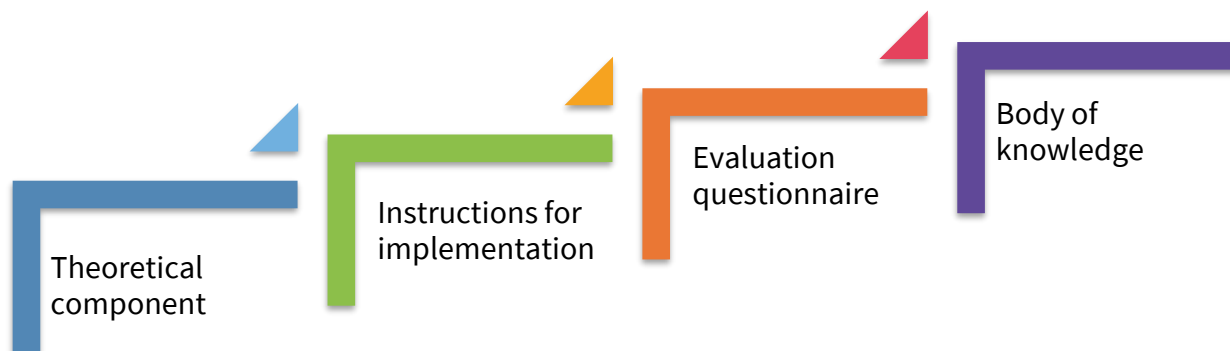 Theoretical
component
Instructions for
implementation
Evaluation
questionnaire
Body of
knowledge